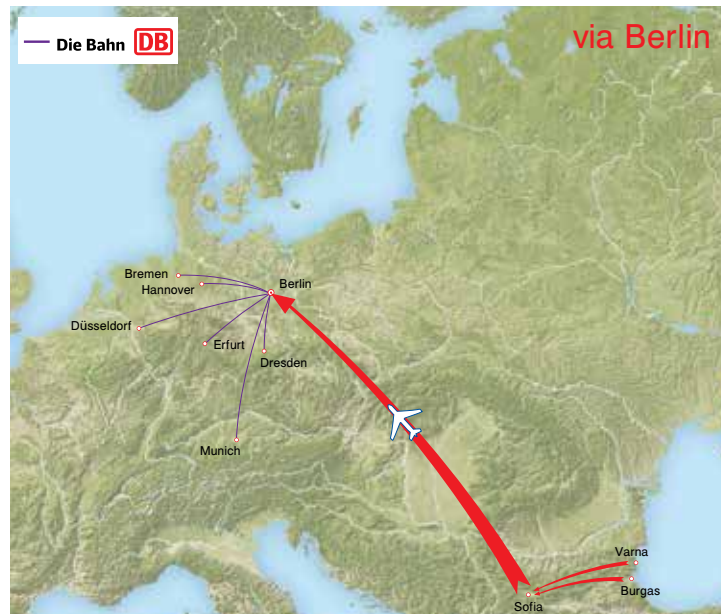 Die Bahn DB
via Berlin
Bremen
Hannover
Berlin
Düsseldorf
Erfurt
Dresden
Munich
Varna
Burgas
Sofia